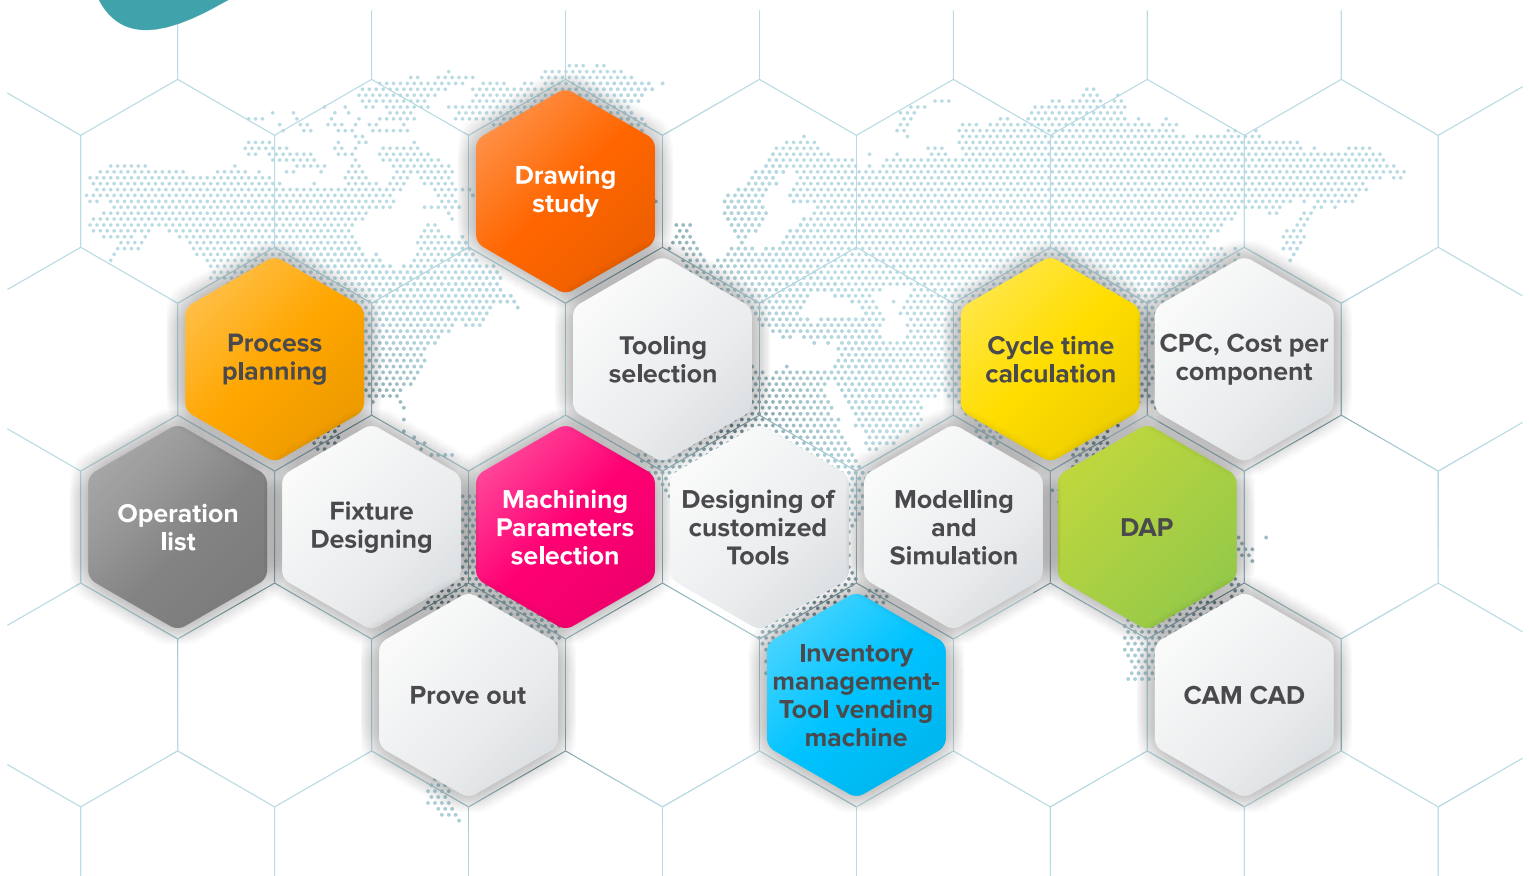 Drawing
study
Process
planning
Tooling
selection
Cycle time
calculation
CPC, Cost per
component
Operation
list
Fixture
Designing
Machining
Parameters
selection
Designing of
customized
Tools
Modelling
and
Simulation
DAP
Prove out
Inventory
management-
Tool vending
machine
CAM CAD